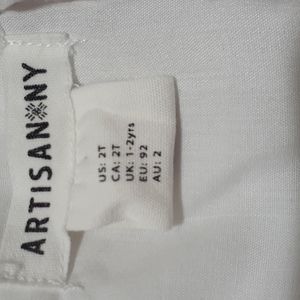 ARTISAN NY
US: 2T
CA: 2T
UK: 1-2yrs
EU: 92
AU: 2